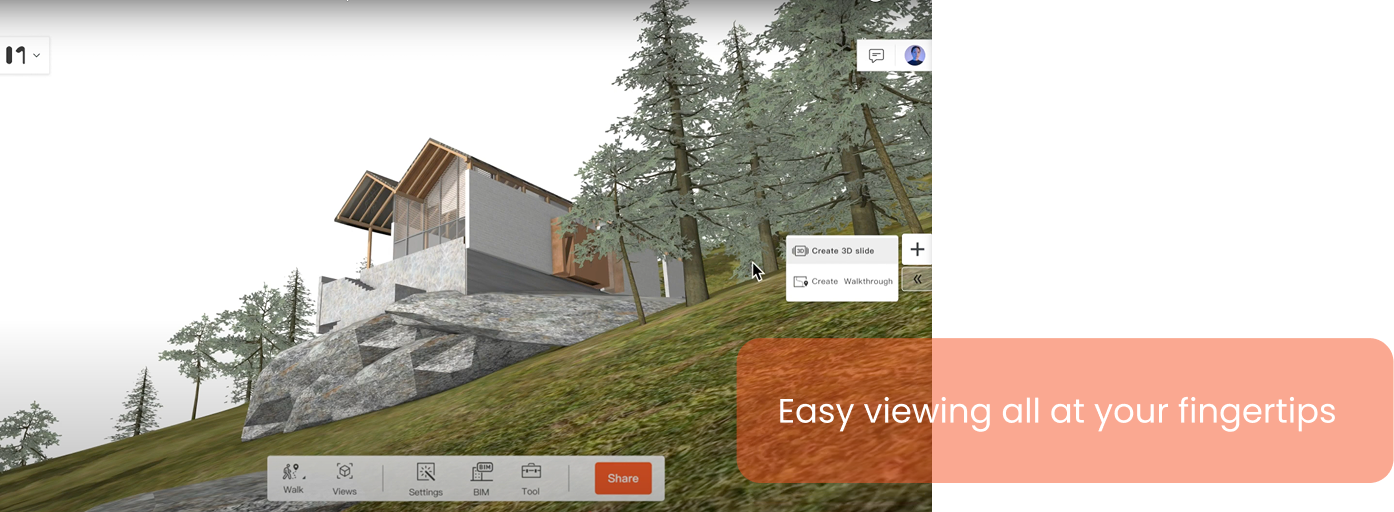 Create 3D slide
Create Walkthrough
Easy viewing all at your fingertips
Walk
Views
Settings
BIM
Tool
Share